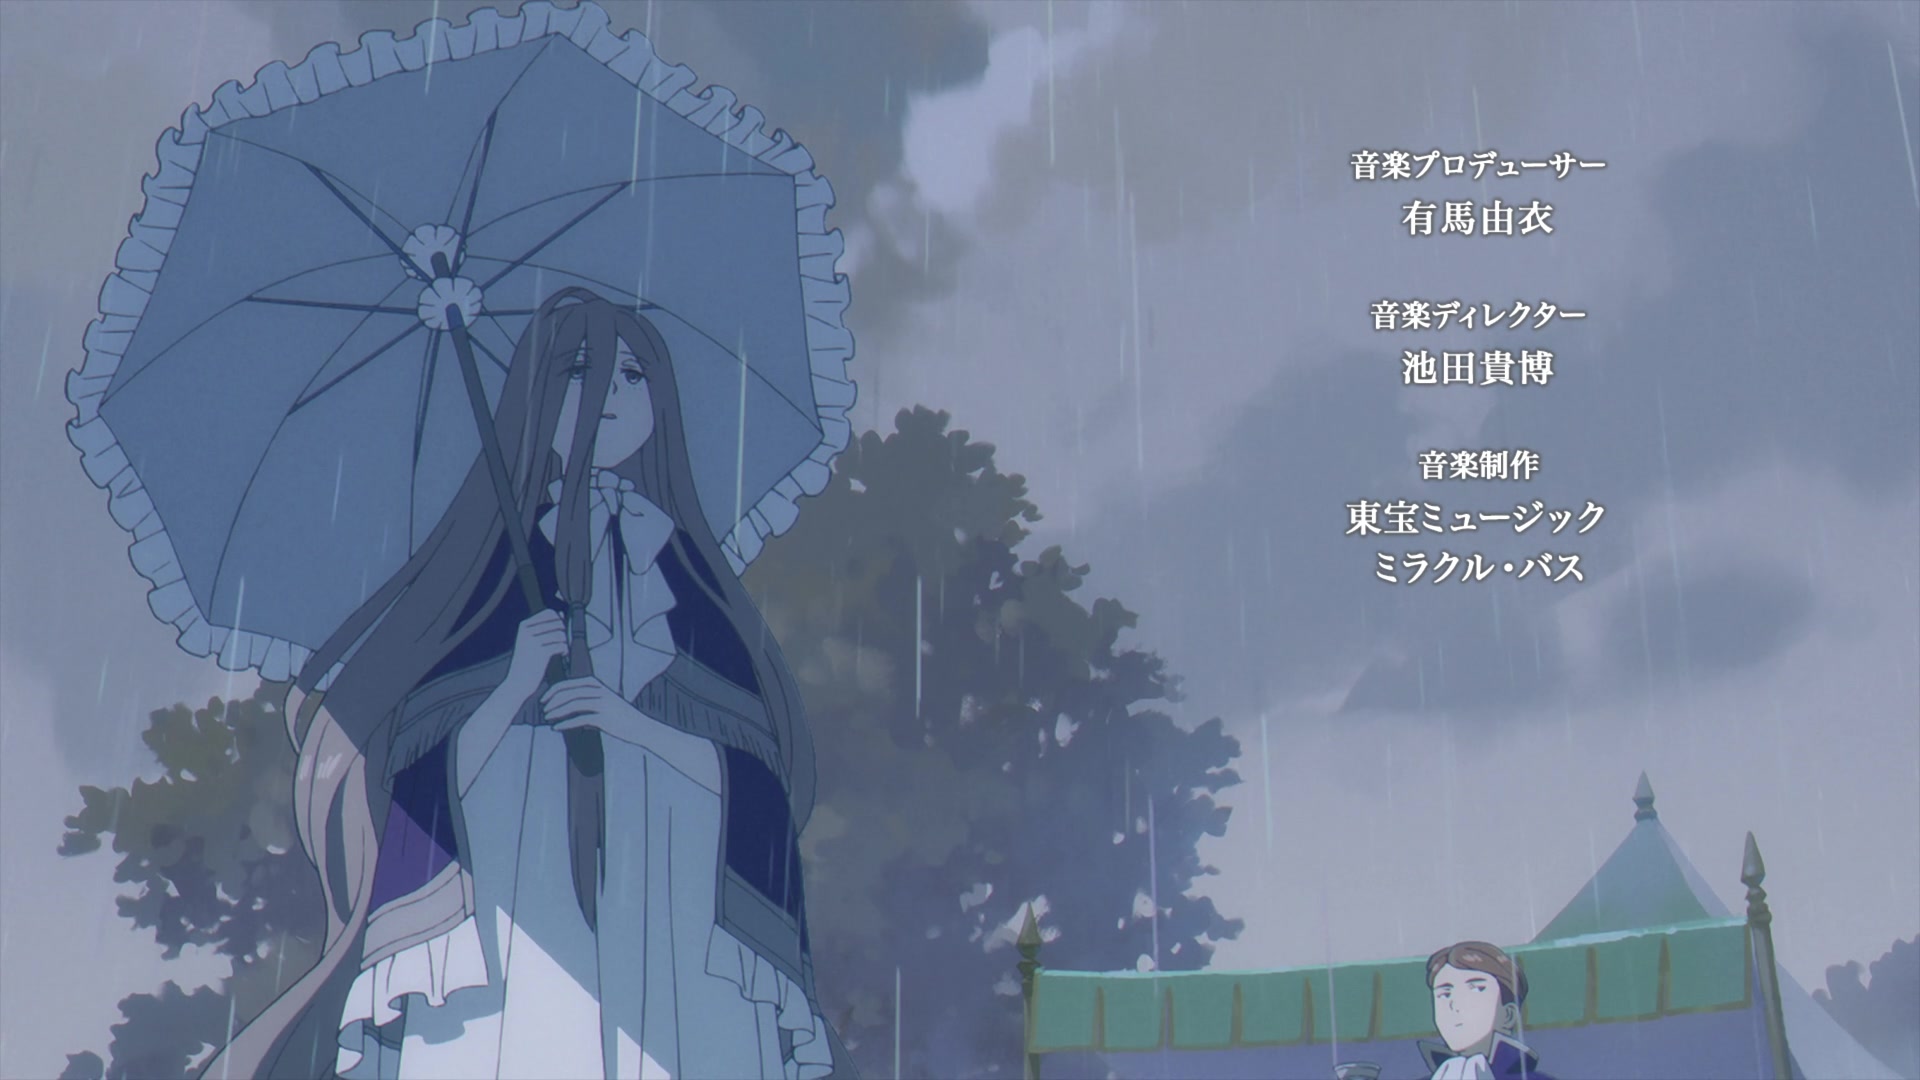 音楽プロデューサー
有馬由衣
音楽ディレクター
池田貴博
音楽制作
東宝ミュージック
ミラクル・バス